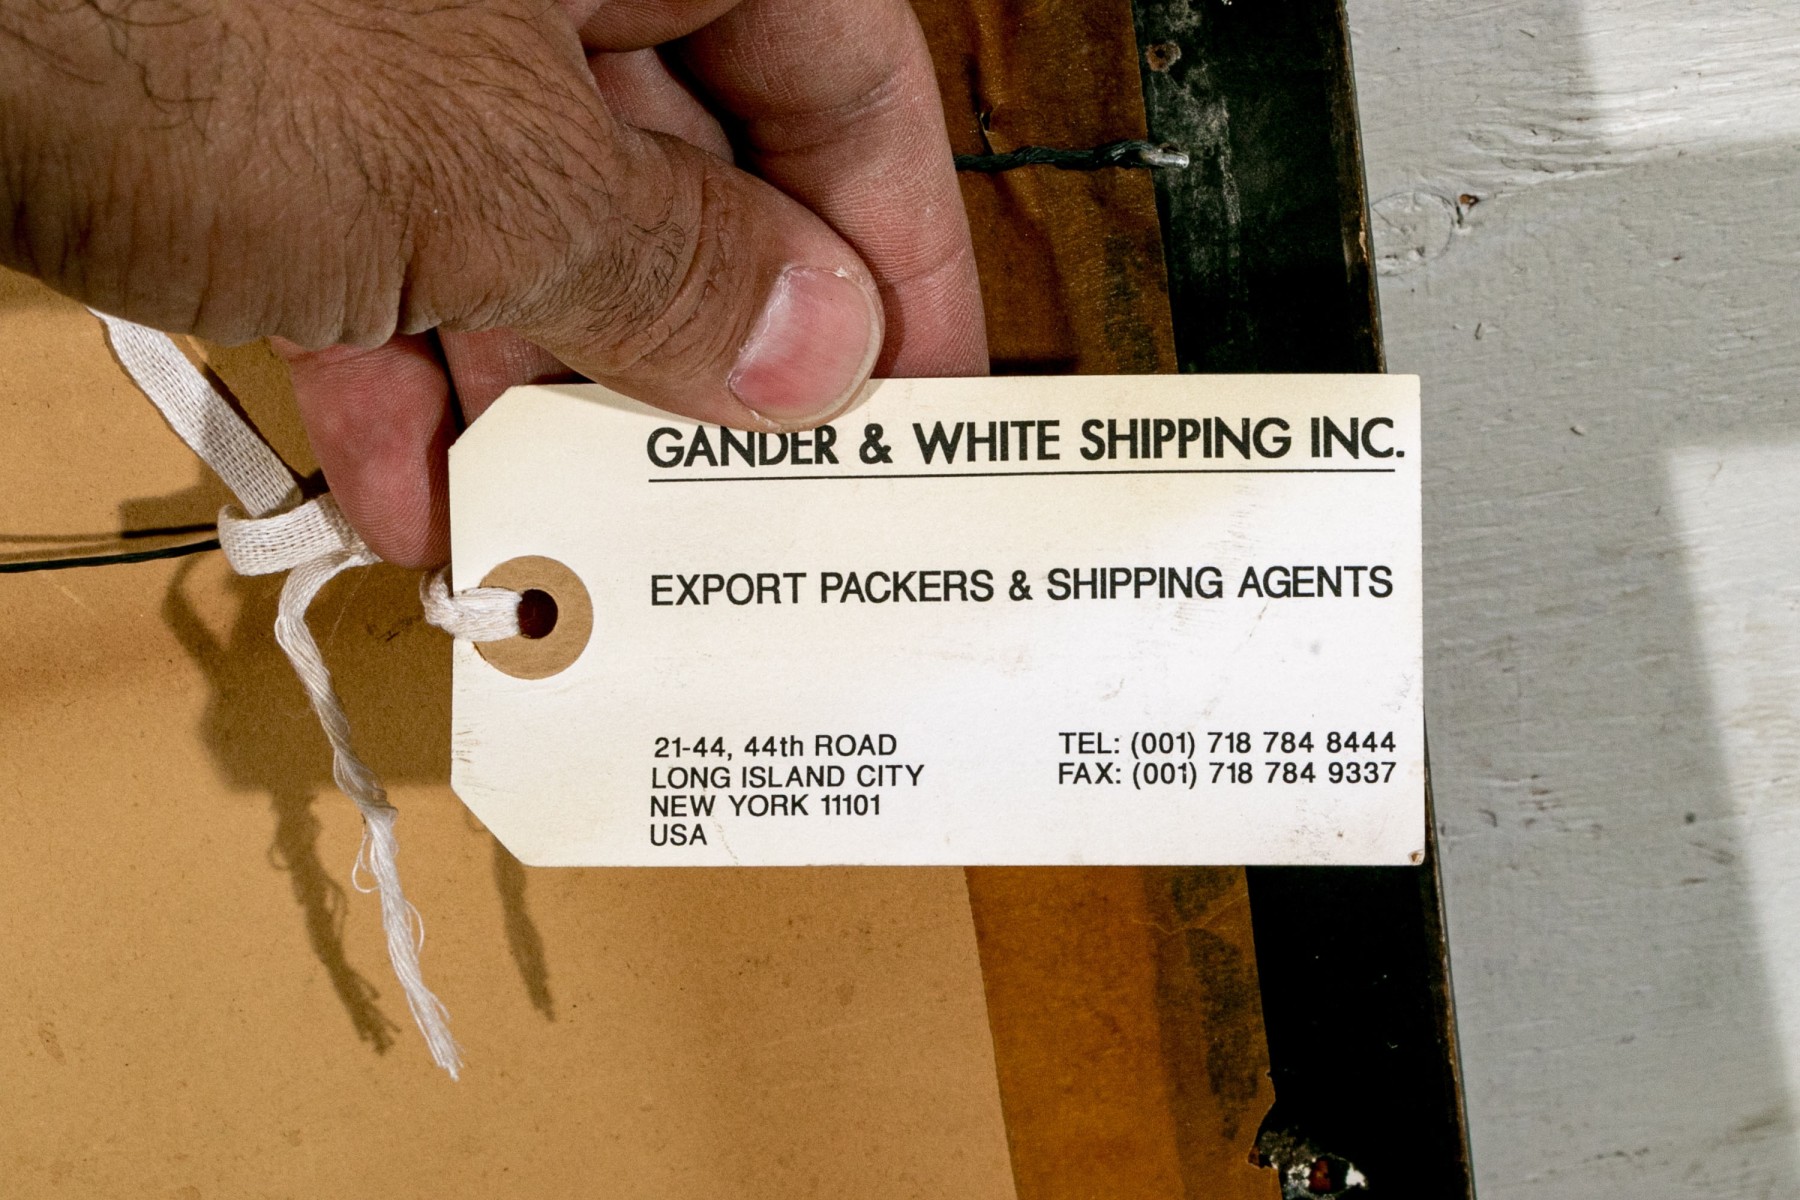 GANDER & WHITE SHIPPING INC.
EXPORT PACKERS & SHIPPING AGENTS
21-44, 44th ROAD
LONG ISLAND CITY
NEW YORK 11101
USA
TEL: (001) 718 784 8444
FAX: (001) 718 784 9337